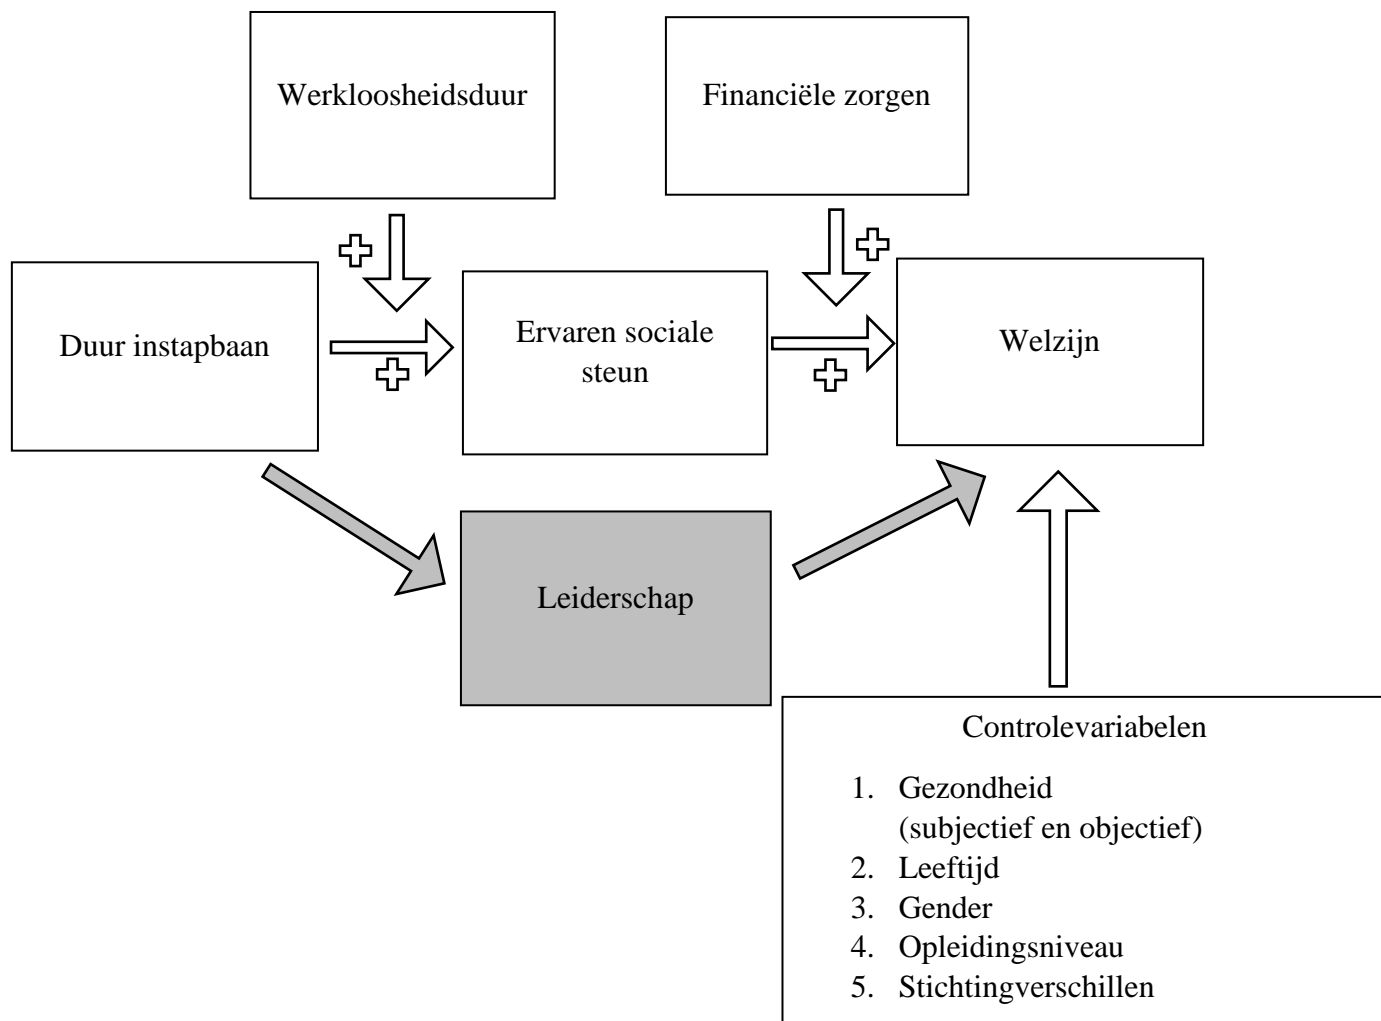 Werkloosheidsduur
Financiële zorgen
Duur instapbaan
Ervaren sociale
steun
Welzijn
Leiderschap
Controlevariabelen
1. Gezondheid
(subjectief en objectief)
2. Leeftijd
3. Gender
4. Opleidingsniveau
5. Stichtingverschillen